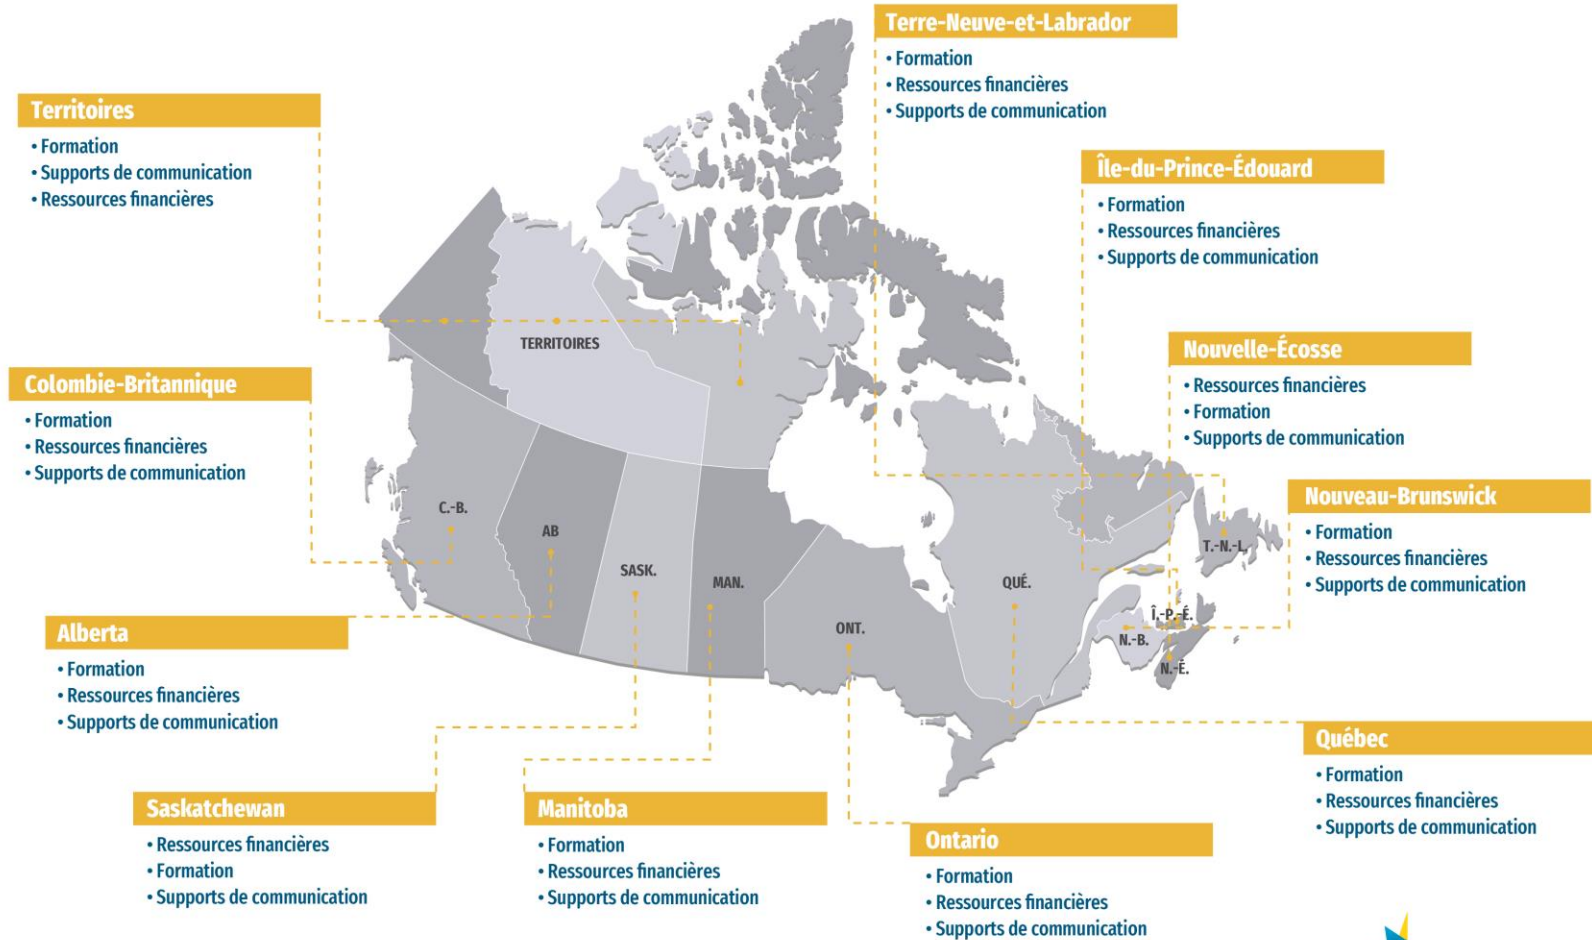 Terre-Neuve-et-Labrador
• Formation
• Ressources financières
• Supports de communication
Territoires
• Formation
• Supports de communication
• Ressources financières
Île-du-Prince-Édouard
• Formation
• Ressources financières
• Supports de communication
Nouvelle-Écosse
• Ressources financières
• Formation
• Supports de communication
Colombie-Britannique
• Formation
• Ressources financières
• Supports de communication
Nouveau-Brunswick
• Formation
• Ressources financières
• Supports de communication
TERRITOIRES
C.-B.
AB
SASK.
MAN.
ONT.
QUÉ.
T.-N.-L.
Î.-P.-É.
N.-B.
N.-É.
Alberta
• Formation
• Ressources financières
• Supports de communication
Québec
• Formation
• Ressources financières
• Supports de communication
Saskatchewan
• Ressources financières
• Formation
• Supports de communication
Manitoba
• Formation
• Ressources financières
• Supports de communication
Ontario
• Formation
• Ressources financières
• Supports de communication